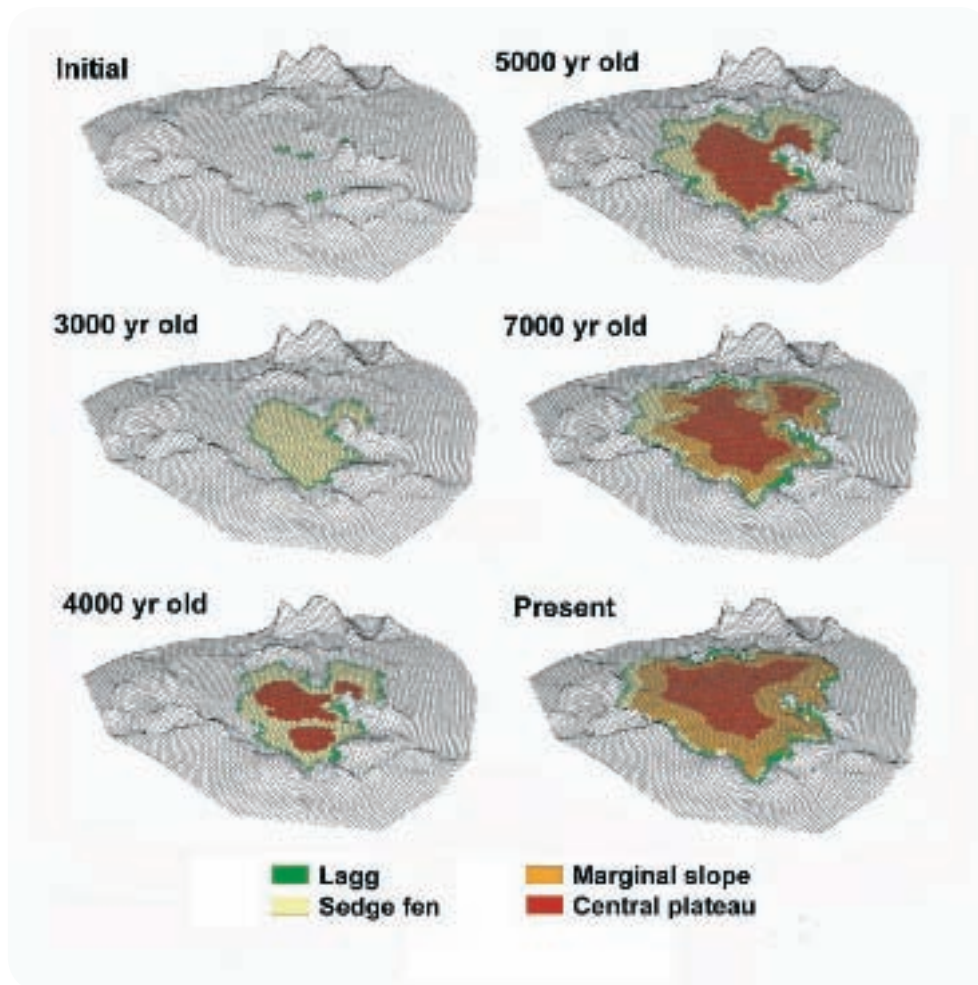 Initial
5000 yr old
3000 yr old
7000 yr old
4000 yr old
Present
Lagg
Marginal slope
Sedge fen
Central plateau